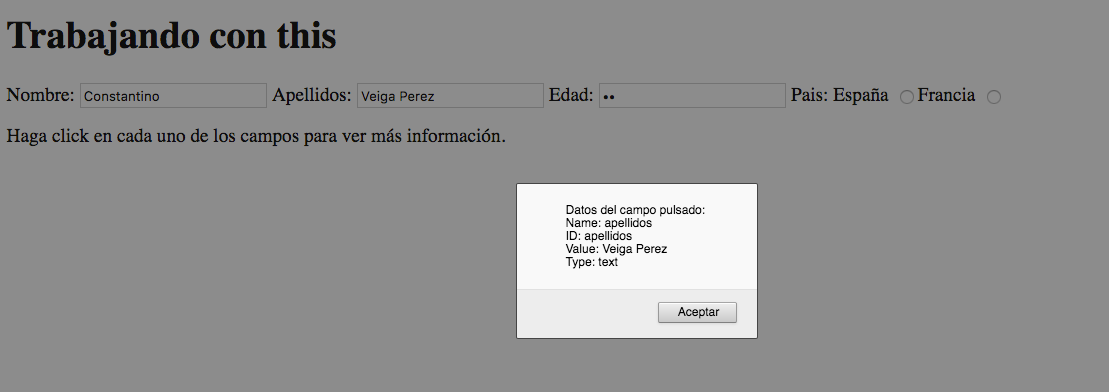 Trabajando con this
Nombre: Constantino Apellidos: Veiga Perez Edad: •• Pais: España Francia
Haga click en cada uno de los campos para ver más información.
Datos del campo pulsado:
Name: apellidos
ID: apellidos
Value: Veiga Perez
Type: text
Aceptar